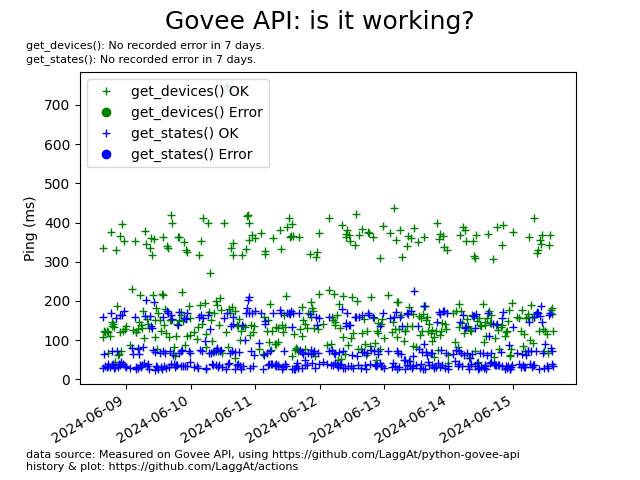 Govee API: is it working?
get_devices(): No recorded error in 7 days.
get_states(): No recorded error in 7 days.
get_devices() OK
get_devices() Error
get_states() OK
get_states() Error
Ping (ms)
700
600
500
400
300
200
100
0
2024-06-09
2024-06-10
2024-06-11
2024-06-12
2024-06-13
2024-06-14
2024-06-15
data source: Measured on Govee API, using https://github.com/LaggAt/python-govee-api
history & plot: https://github.com/LaggAt/actions